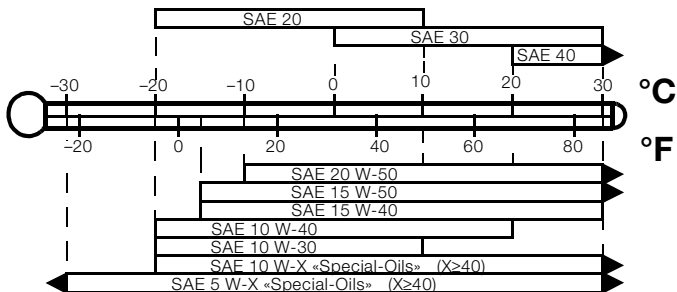 SAE 20
SAE 30
SAE 40
–30 –20 –10 0 10 20 30 °C
–20 0 20 40 60 80 °F
SAE 20 W-50
SAE 15 W-50
SAE 15 W-40
SAE 10 W-40
SAE 10 W-30
SAE 10 W-X «Special-Oils» (X≥40)
SAE 5 W-X «Special-Oils» (X≥40)